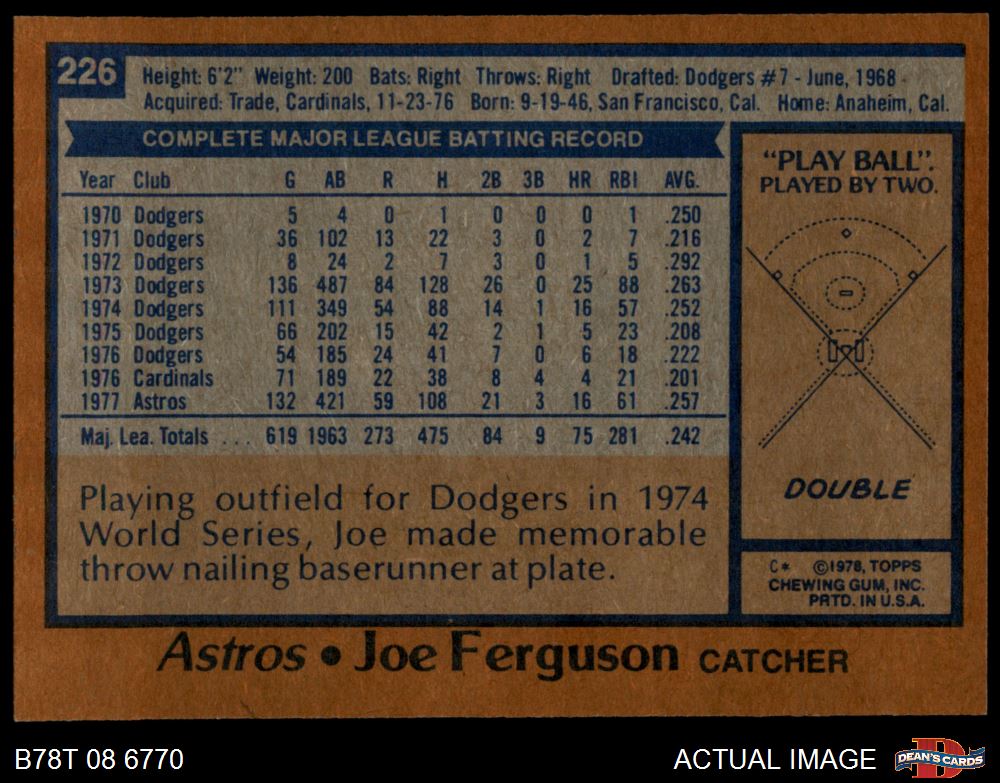 226
Height: 6'2" Weight: 200 Bats: Right Throws: Right Drafted: Dodgers #7 - June, 1968 -
Acquired: Trade, Cardinals, 11-23-76 Born: 9-19-46, San Francisco, Cal. Home: Anaheim, Cal.
COMPLETE MAJOR LEAGUE BATTING RECORD
Year Club G AB R H 2B 3B HR RBI AVG.
1970 Dodgers 5 4 0 1 0 0 0 1 .250
1971 Dodgers 36 102 13 22 3 0 2 7 .216
1972 Dodgers 8 24 2 7 3 0 1 5 .292
1973 Dodgers 136 487 84 128 26 0 25 88 .263
1974 Dodgers 111 349 54 88 14 1 16 57 .252
1975 Dodgers 66 202 15 42 2 1 5 23 .208
1976 Dodgers 54 185 24 41 7 0 6 18 .222
1976 Cardinals 71 189 22 38 8 4 4 21 .201
1977 Astros 132 421 59 108 21 3 16 61 .257
Maj. Lea. Totals . . . 619 1963 273 475 84 9 75 281 .242
Playing outfield for Dodgers in 1974
World Series, Joe made memorable
throw nailing baserunner at plate.
"PLAY BALL".
PLAYED BY TWO.
DOUBLE
C* ©1978, TOPPS
CHEWING GUM, INC.
PRTD. IN U.S.A.
Astros • Joe Ferguson CATCHER
B78T 08 6770
ACTUAL IMAGE
D
DEAN'S CARDS